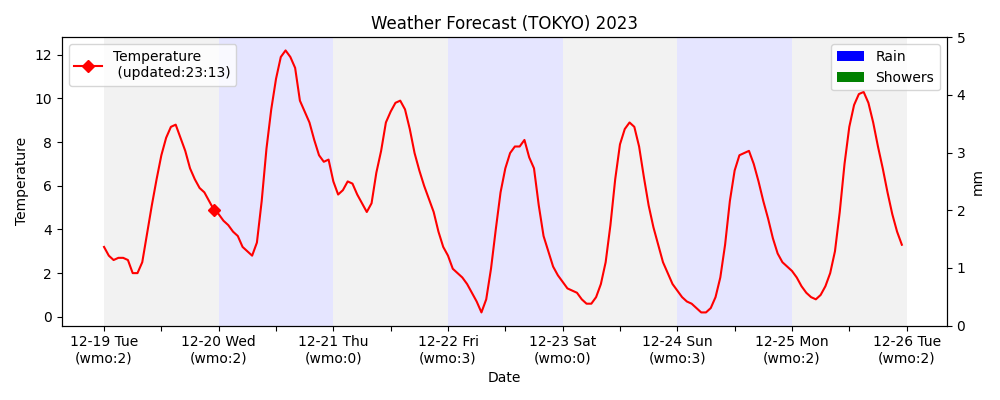 Weather Forecast (TOKYO) 2023
Temperature
(updated:23:13)
Rain
Showers
Temperature
12
10
8
6
4
2
0
5
4
3
2
1
0
mm
12-19 Tue
(wmo:2)
12-20 Wed
(wmo:2)
12-21 Thu
(wmo:0)
12-22 Fri
(wmo:3)
12-23 Sat
(wmo:0)
12-24 Sun
(wmo:3)
12-25 Mon
(wmo:2)
12-26 Tue
(wmo:2)
Date